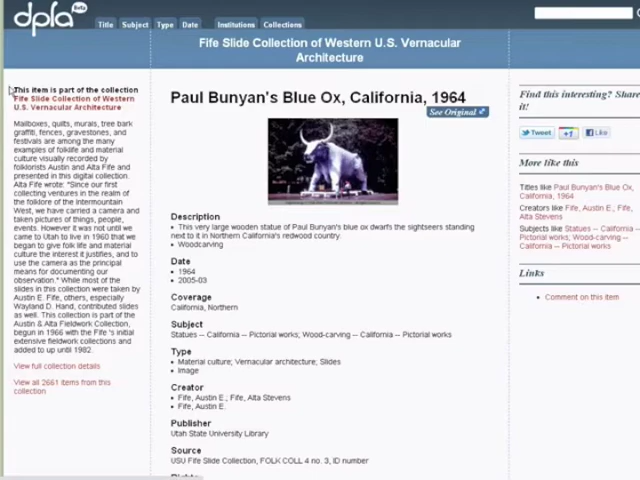 dpla Beta
Title Subject Type Date Institutions Collections
Fife Slide Collection of Western U.S. Vernacular
Architecture
This item is part of the collection
Fife Slide Collection of Western
U.S. Vernacular Architecture
Mailboxes, quilts, murals, tree bark
graffiti, fences, gravestones, and
festivals are among the many
examples of folklife and material
culture visually recorded by
folklorists Austin and Alta Fife and
presented in this digital collection.
Alta Fife wrote: "Since our first
collecting ventures in the realm of
the folklore of the Intermountain
West, we have carried a camera and
taken pictures of things, people,
events. However it was not until we
came to Utah to live in 1960 that we
began to give folk life and material
culture the interest it justifies, and to
use the camera as the principal
means for documenting our
observation." While most of the
slides in this collection were taken by
Austin E. Fife, others, especially
Wayland D. Hand, contributed slides
as well. This collection is part of the
Austin & Alta Fieldwork Collection,
begun in 1966 with the Fife 's initial
extensive fieldwork collections and
added to up until 1982.
View full collection details
View all 2661 items from this
collection
Paul Bunyan's Blue Ox, California, 1964
See Original
Description
This very large wooden statue of Paul Bunyan's blue ox dwarfs the sightseers standing
next to it in Northern California's redwood country.
Woodcarving
Date
1964
2005-03
Coverage
California, Northern
Subject
Statues -- California -- Pictorial works; Wood-carving -- California -- Pictorial works
Type
Material culture; Vernacular architecture; Slides
Image
Creator
Fife, Austin E.; Fife, Alta Stevens
Fife, Austin E.
Publisher
Utah State University Library
Source
USU Fife Slide Collection, FOLK COLL 4 no. 3, ID number
Find this interesting? Share
it!
Tweet +1 Like
More like this
Titles like Paul Bunyan's Blue Ox,
California, 1964
Creators like Fife, Austin E.; Fife,
Alta Stevens
Subjects like Statues -- California --
Pictorial works; Wood-carving --
California -- Pictorial works
Links
Comment on this item